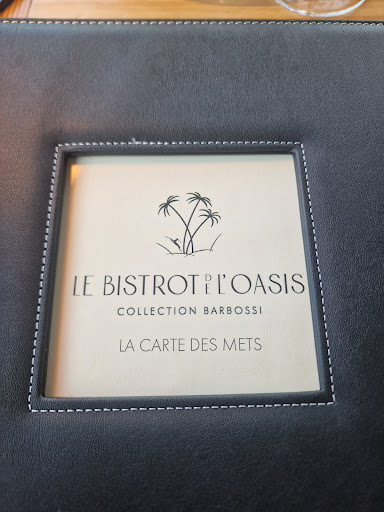 LE BISTROT DE L'OASIS
COLLECTION BARBOSSI
LA CARTE DES METS